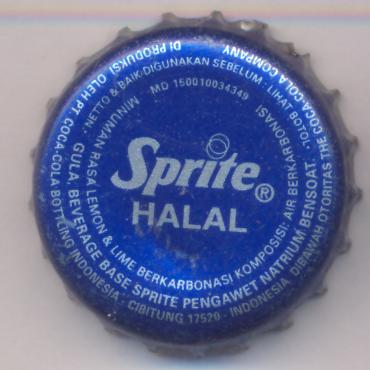 Sprite®
HALAL
MD 150010034349
MINUMAN RASA LEMON & LIME BERKARBONASI KOMPOSISI: AIR BERKARBONASI
GULA, BEVERAGE BASE SPRITE PENGAWET NATRIUM BENSOAT.
NETTO & BAIK DIGUNAKAN SEBELUM: LIHAT BOTOL.
DI PRODUKSI OLEH PT. COCA-COLA BOTTLING INDONESIA, CIBITUNG 17520 - INDONESIA, DIBAWAH OTORITAS THE COCA-COLA COMPANY